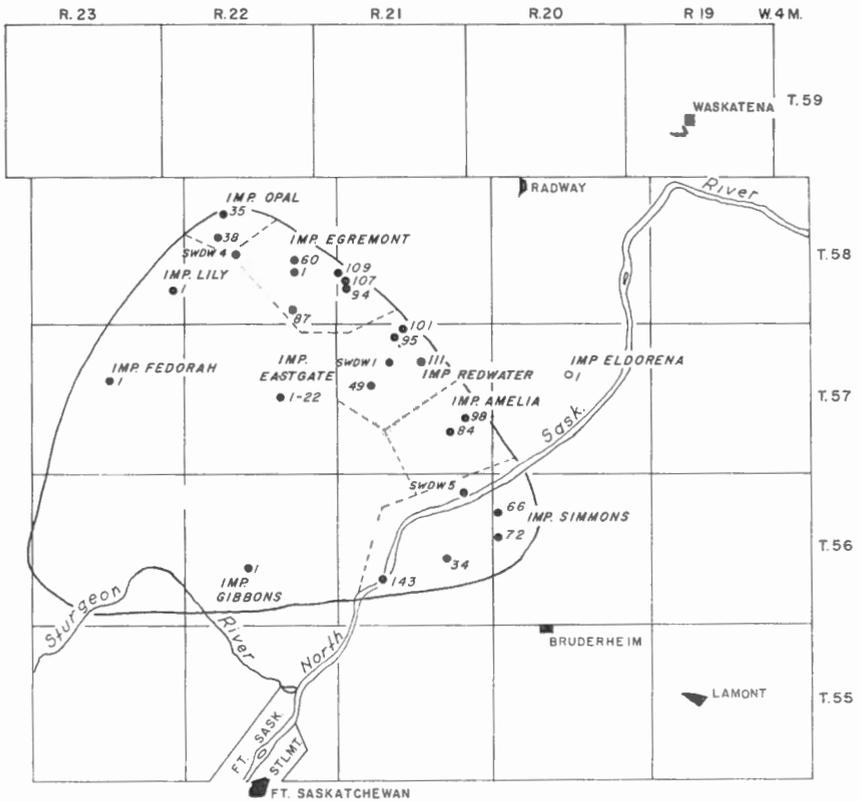 R. 23 R. 22 R. 21 R. 20 R 19 W. 4 M.
T. 59
WASKATENA
RADWAY
River
IMP. OPAL
35
38
IMP. EGREMONT
SWDW 4
60
109
T. 58
IMP. LILY
1
1
107
94
87
101
95
IMP. FEDORAH
1
IMP. EASTGATE
1-22
SWDW 1
111
IMP. REDWATER
IMP. ELDORENA
1
49
T. 57
IMP. AMELIA
98
84
Sask.
SWDW 5
66
IMP. SIMMONS
72
T. 56
1
IMP. GIBBONS
34
143
Sturgeon
River
North
BRUDERHEIM
LAMONT
T. 55
FT. SASK. STLMT.
FT. SASKATCHEWAN